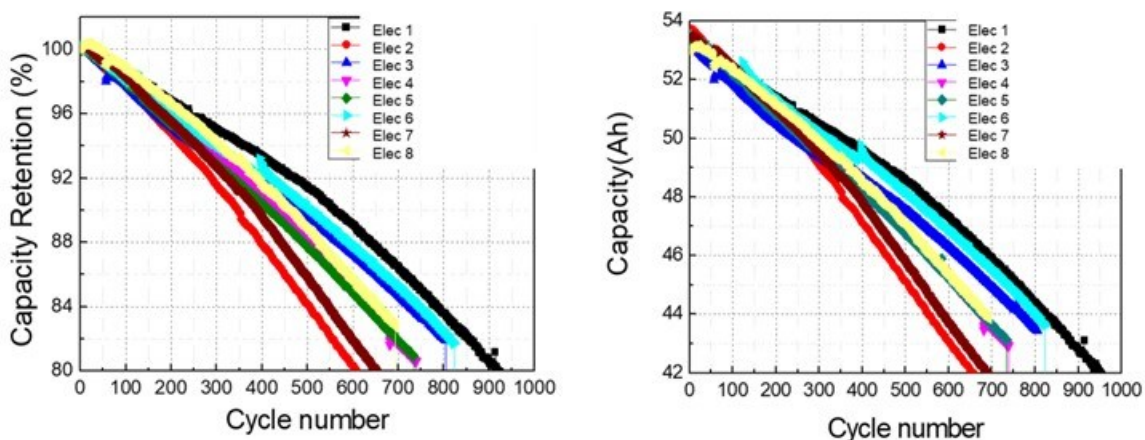 Capacity Retention (%)
100
96
92
88
84
80
0 100 200 300 400 500 600 700 800 900 1000
Cycle number
Elec 1
Elec 2
Elec 3
Elec 4
Elec 5
Elec 6
Elec 7
Elec 8
Capacity(Ah)
54
52
50
48
46
44
42
0 100 200 300 400 500 600 700 800 900 1000
Cycle number
Elec 1
Elec 2
Elec 3
Elec 4
Elec 5
Elec 6
Elec 7
Elec 8